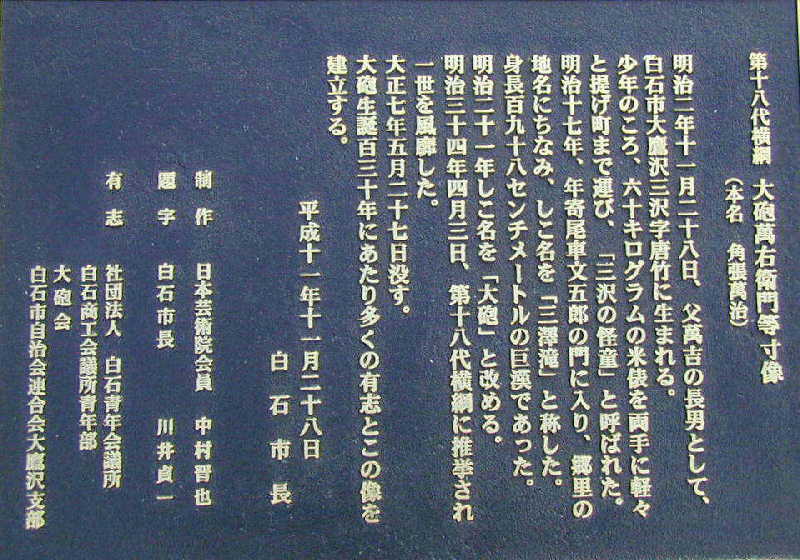 第十八代横綱 大砲萬右衛門等寸像
（本名 角張萬治）
明治二年十一月二十八日、父萬吉の長男として、
白石市大鷹沢三沢字唐竹に生まれる。
少年のころ、六十キログラムの米俵を両手に軽々
と提げ町まで運び、「三沢の怪童」と呼ばれた。
明治十七年、年寄尾車文五郎の門に入り、郷里の
地名にちなみ、しこ名を「三澤滝」と称した。
身長百九十八センチメートルの巨漢であった。
明治二十一年しこ名を「大砲」と改める。
明治三十四年四月三日、第十八代横綱に推挙され
一世を風靡した。
大正七年五月二十七日没す。
大砲生誕百三十年にあたり多くの有志とこの像を
建立する。
平成十一年十一月二十八日
白石市長
制作 日本芸術院会員 中村晋也
題字 白石市長 川井貞一
有志 社団法人 白石青年会議所
白石商工会議所青年部
大砲会
白石市自治会連合会大鷹沢支部